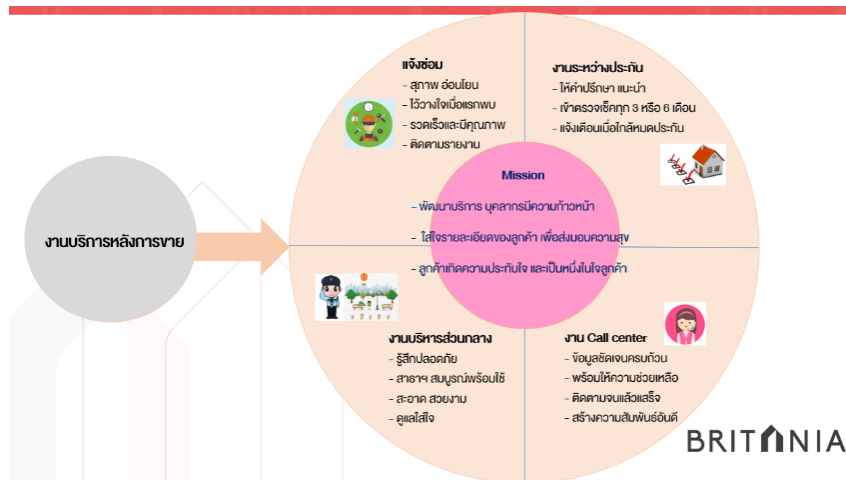 งานบริการหลังการขาย
แจ้งซ่อม
- สุภาพ อ่อนโยน
- ไว้วางใจเมื่อแรกพบ
- รวดเร็วและมีคุณภาพ
- ติดตามรายงาน
งานระหว่างประกัน
- ให้คำปรึกษา แนะนำ
- เข้าตรวจเช็คทุก 3 หรือ 6 เดือน
- แจ้งเตือนเมื่อใกล้หมดประกัน
Mission
- พัฒนาบริการ บุคลากรมีความก้าวหน้า
- ใส่ใจรายละเอียดของลูกค้า เพื่อส่งมอบความสุข
- ลูกค้าเกิดความประทับใจ และเป็นหนึ่งในใจลูกค้า
งานบริหารส่วนกลาง
- รู้สึกปลอดภัย
- สาธาฯ สมบูรณ์พร้อมใช้
- สะอาด สวยงาม
- ดูแลใส่ใจ
งาน Call center
- ข้อมูลชัดเจนครบถ้วน
- พร้อมให้ความช่วยเหลือ
- ติดตามจนแล้วเสร็จ
- สร้างความสัมพันธ์อันดี
BRITANIA